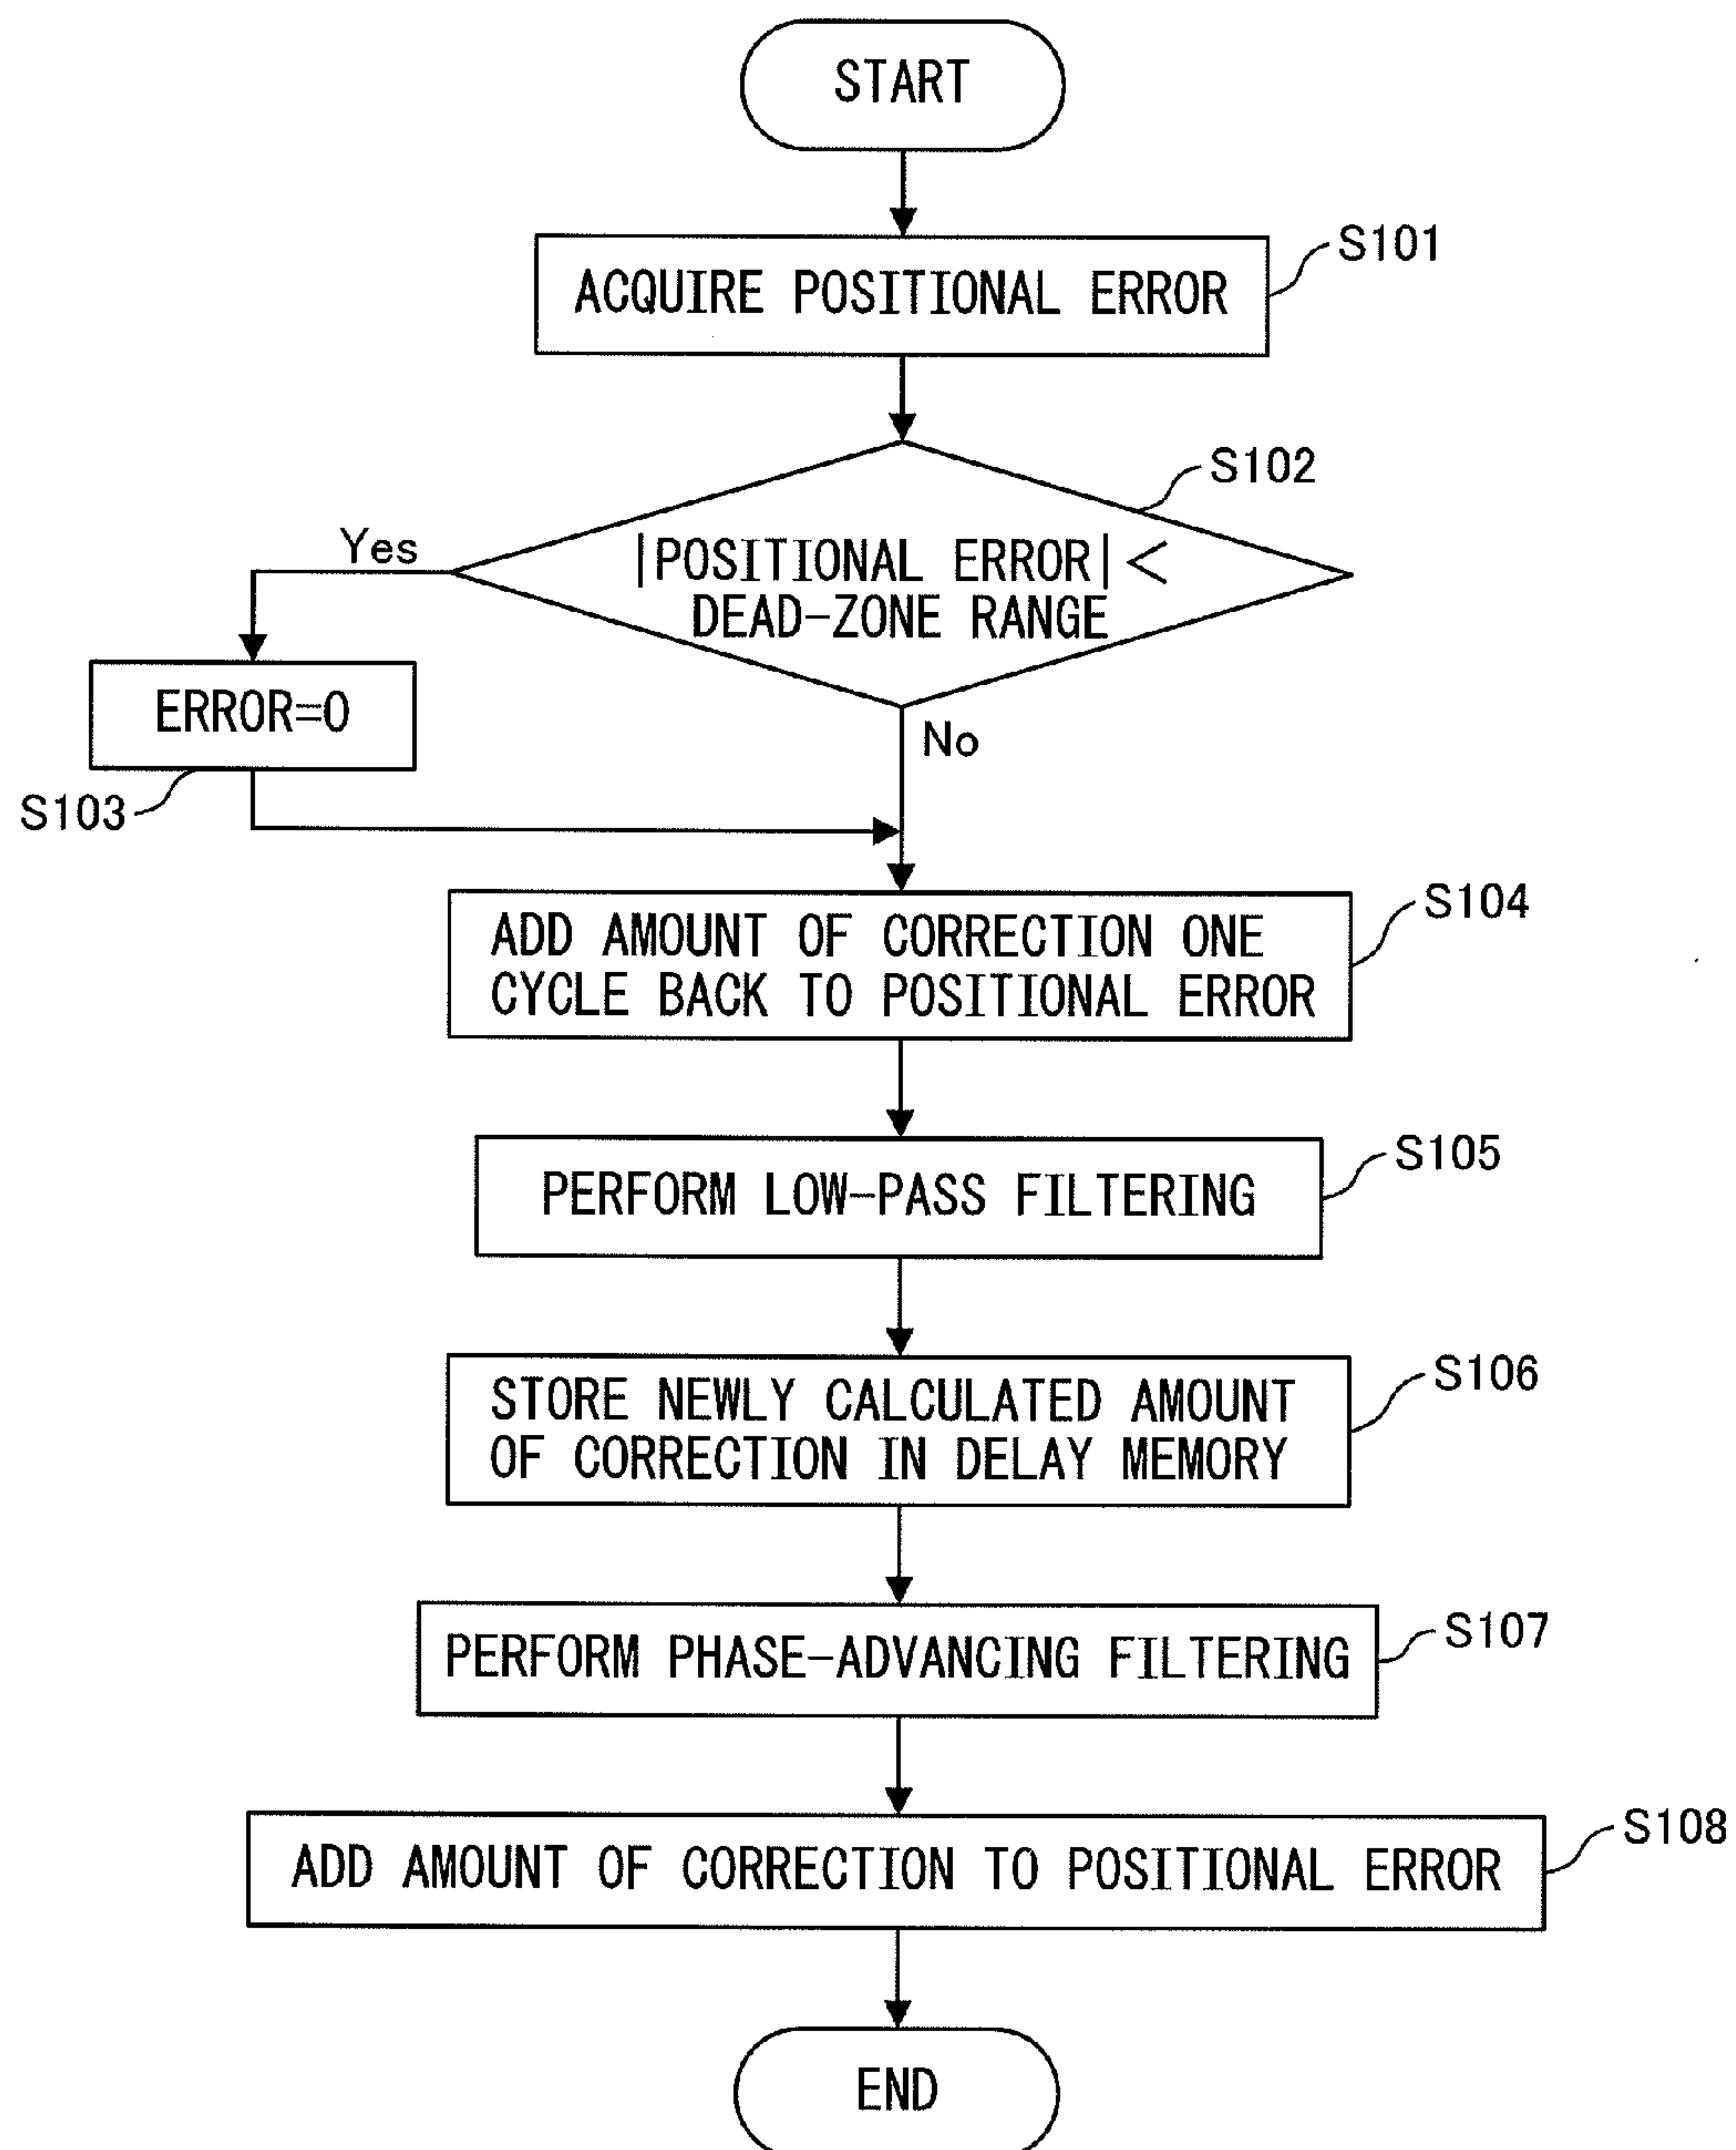 START
ACQUIRE POSITIONAL ERROR
S101
S102
|POSITIONAL ERROR| <
DEAD-ZONE RANGE
Yes
ERROR=0
S103
No
ADD AMOUNT OF CORRECTION ONE
CYCLE BACK TO POSITIONAL ERROR
S104
PERFORM LOW-PASS FILTERING
S105
STORE NEWLY CALCULATED AMOUNT
OF CORRECTION IN DELAY MEMORY
S106
PERFORM PHASE-ADVANCING FILTERING
S107
ADD AMOUNT OF CORRECTION TO POSITIONAL ERROR
S108
END